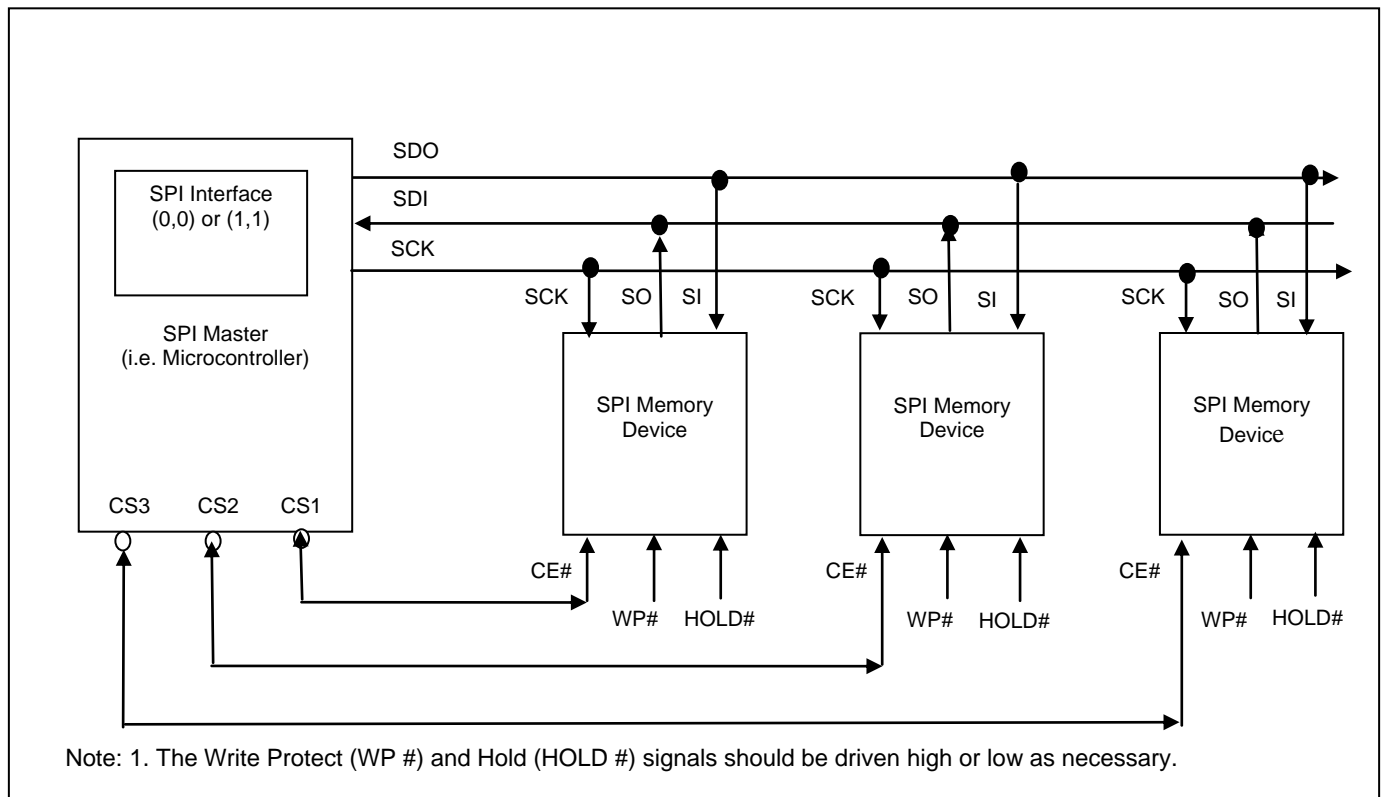 SDO
SPI Interface
(0,0) or (1,1)
SDI
SCK
SPI Master
(i.e. Microcontroller)
SCK SO SI
SCK SO SI
SCK SO SI
SPI Memory
Device
SPI Memory
Device
SPI Memory
Device
CS3 CS2 CS1
CE#
WP# HOLD#
CE#
WP# HOLD#
CE#
WP# HOLD#
Note: 1. The Write Protect (WP #) and Hold (HOLD #) signals should be driven high or low as necessary.